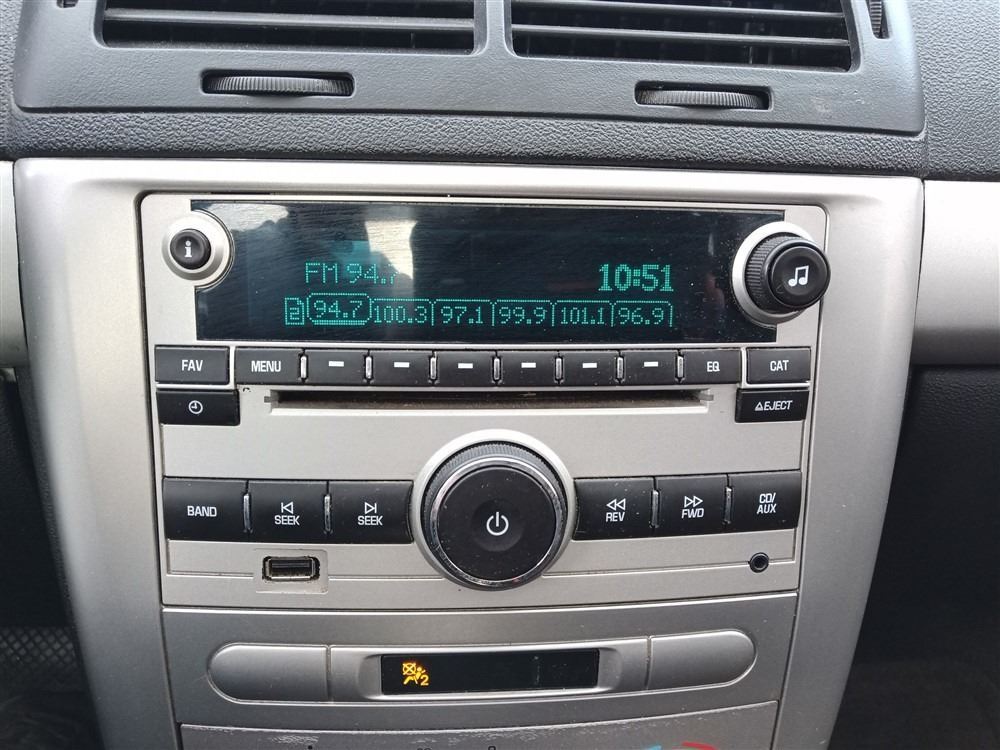 i
FM 94.7
10:51
2 94.7 100.3 97.1 99.9 101.1 96.9
FAV
MENU
EQ
CAT
EJECT
BAND
SEEK
SEEK
REV
FWD
CD/
AUX
2